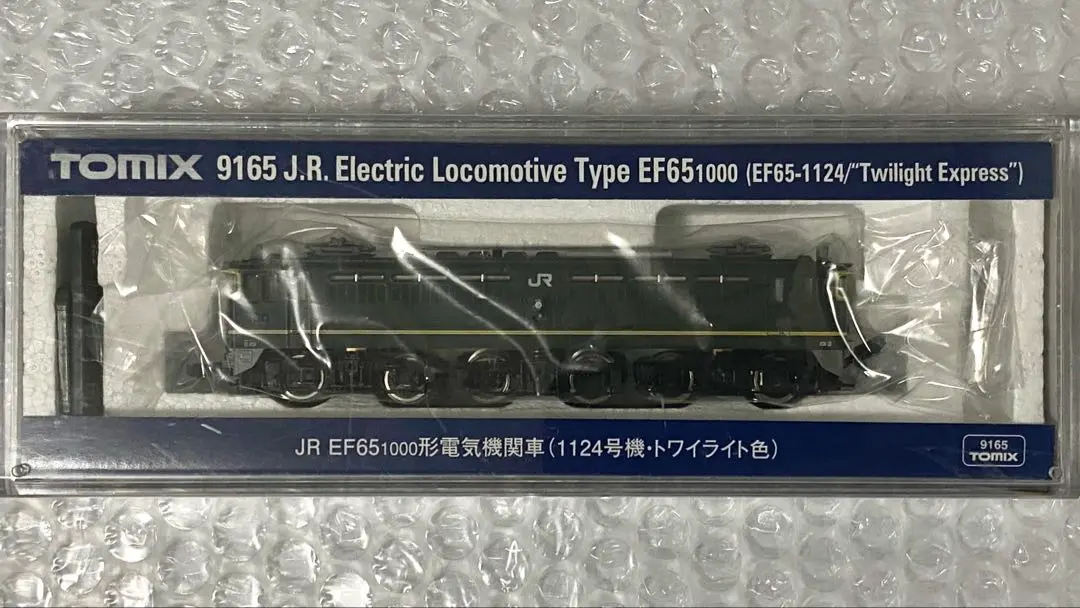 TOMIX 9165 J.R. Electric Locomotive Type EF651000 (EF65-1124/"Twilight Express")
JR
JR EF651000形電気機関車(1124号機・トワイライト色)
9165
TOMIX